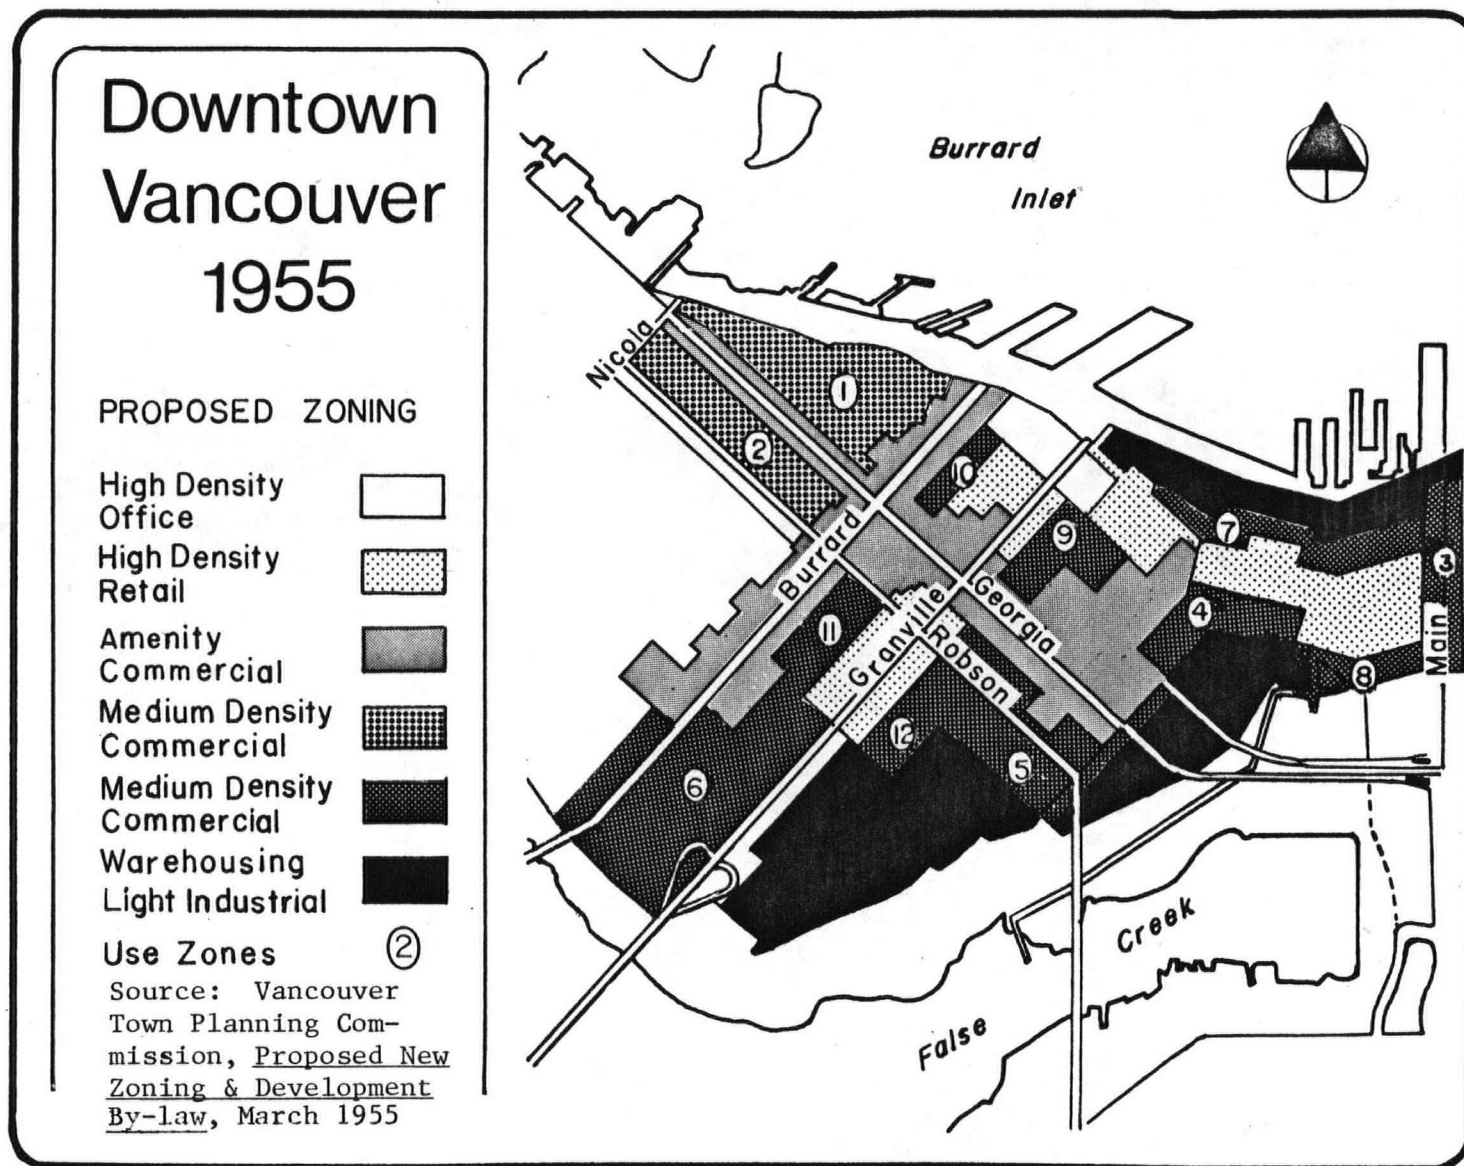 Downtown
Vancouver
1955
PROPOSED ZONING
High Density
Office
High Density
Retail
Amenity
Commercial
Medium Density
Commercial
Medium Density
Commercial
Warehousing
Light Industrial
Use Zones 2
Source: Vancouver
Town Planning Com-
mission, Proposed New
Zoning & Development
By-law, March 1955
Burrard
Inlet
Nicola
1
2
10
7
9
3
Burrard
Georgia
4
11
Granville
Robson
Main
8
12
5
6
Creek
False